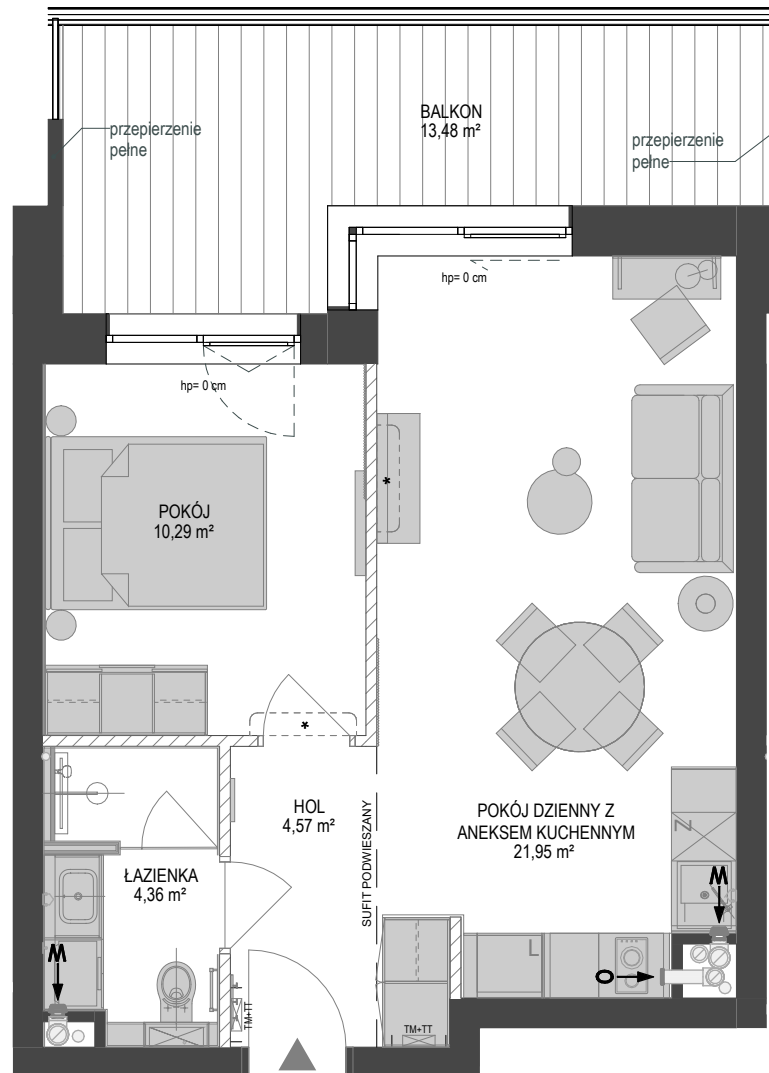 BALKON
13,48 m²
przepierzenie
pełne
przepierzenie
pełne
hp= 0 cm
hp= 0 cm
*
POKÓJ
10,29 m²
*
HOL
4,57 m²
SUFIT PODWIESZANY
POKÓJ DZIENNY Z
ANEKSEM KUCHENNYM
21,95 m²
Z
ŁAZIENKA
4,36 m²
M
M
L
O
TM+TT
TM+TT